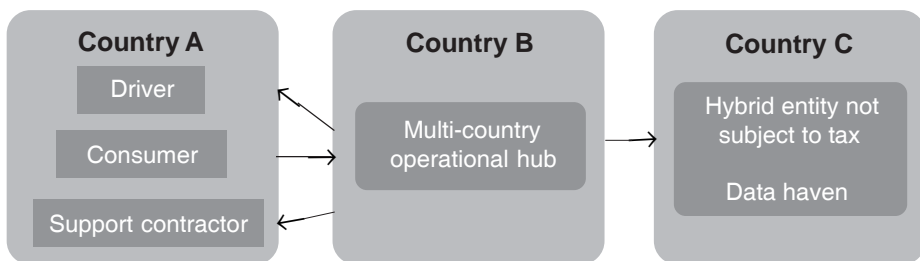 Country A
Driver
Consumer
Support contractor
Country B
Multi-country
operational hub
Country C
Hybrid entity not
subject to tax
Data haven